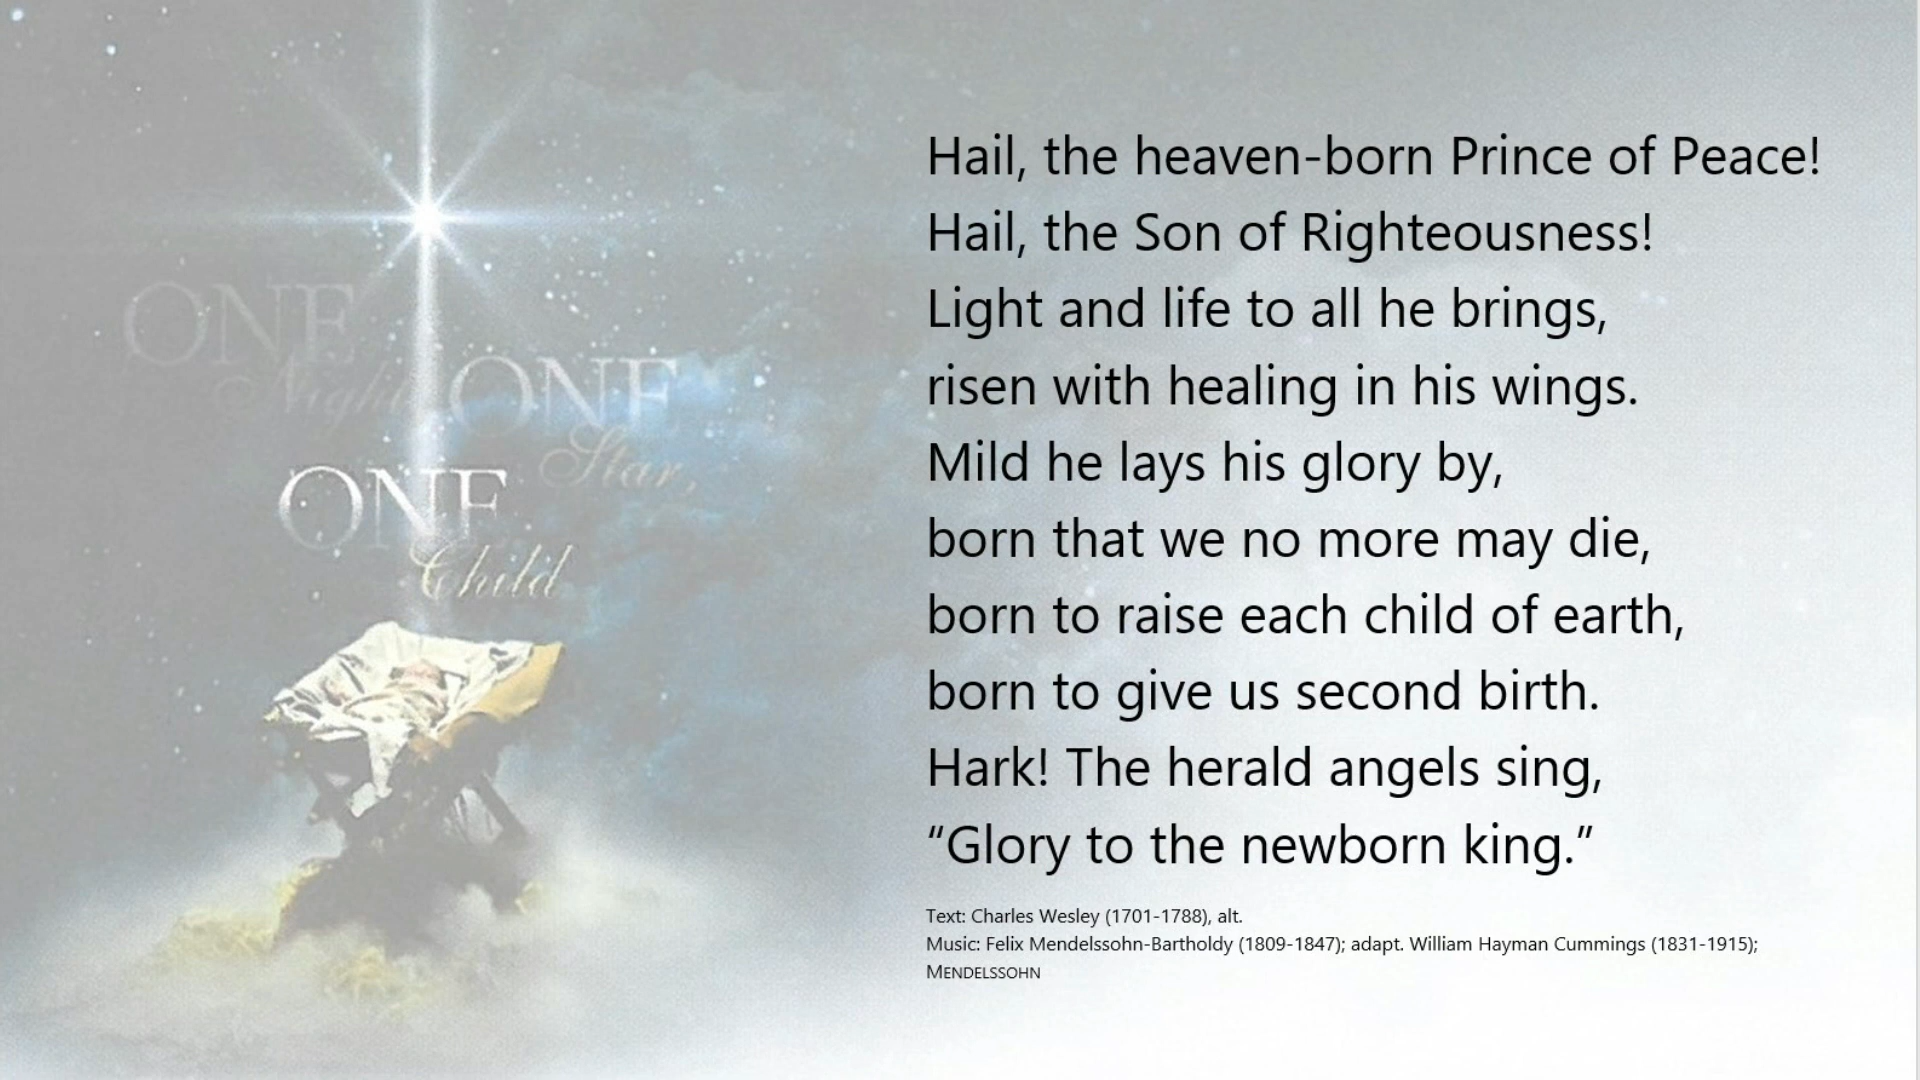 ONE
Night
ONE
Star,
ONE
Child
Hail, the heaven-born Prince of Peace!
Hail, the Son of Righteousness!
Light and life to all he brings,
risen with healing in his wings.
Mild he lays his glory by,
born that we no more may die,
born to raise each child of earth,
born to give us second birth.
Hark! The herald angels sing,
“Glory to the newborn king.”
Text: Charles Wesley (1701-1788), alt.
Music: Felix Mendelssohn-Bartholdy (1809-1847); adapt. William Hayman Cummings (1831-1915);
MENDELSSOHN